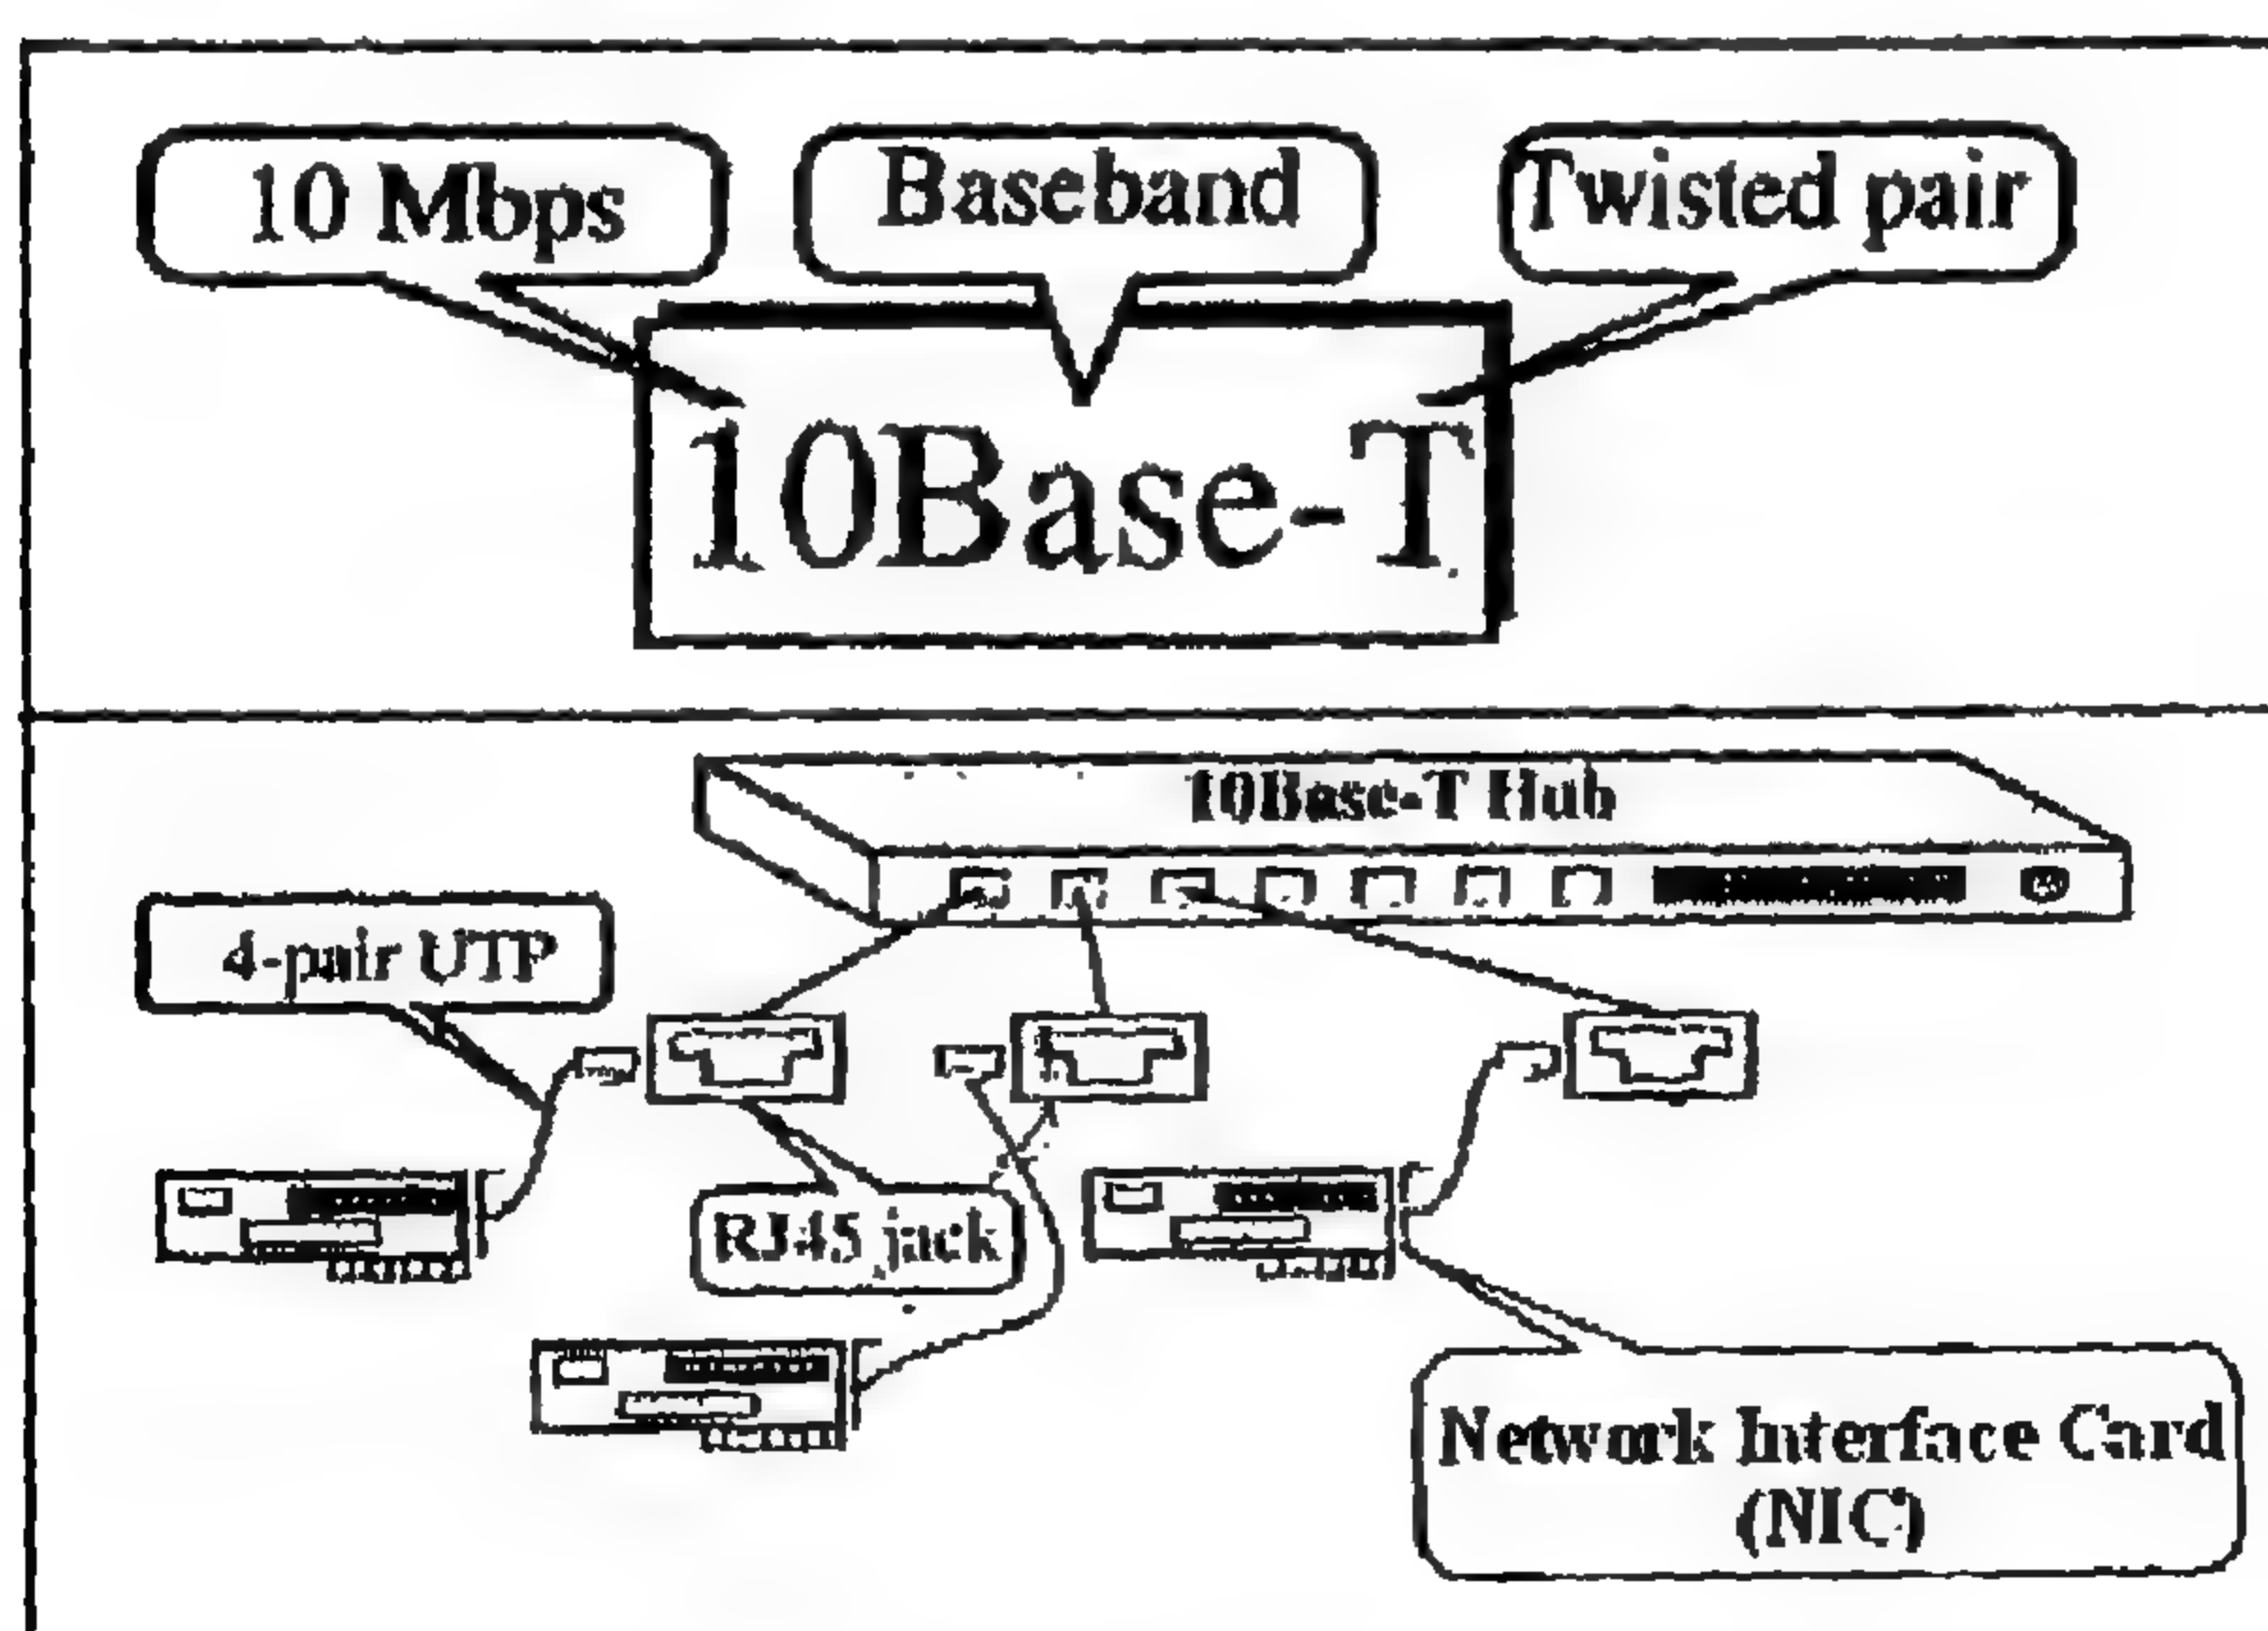 10 Mbps
Baseband
Twisted pair
10Base-T
10Base-T Hub
4-pair UTP
RJ45 jack
Network Interface Card
(NIC)